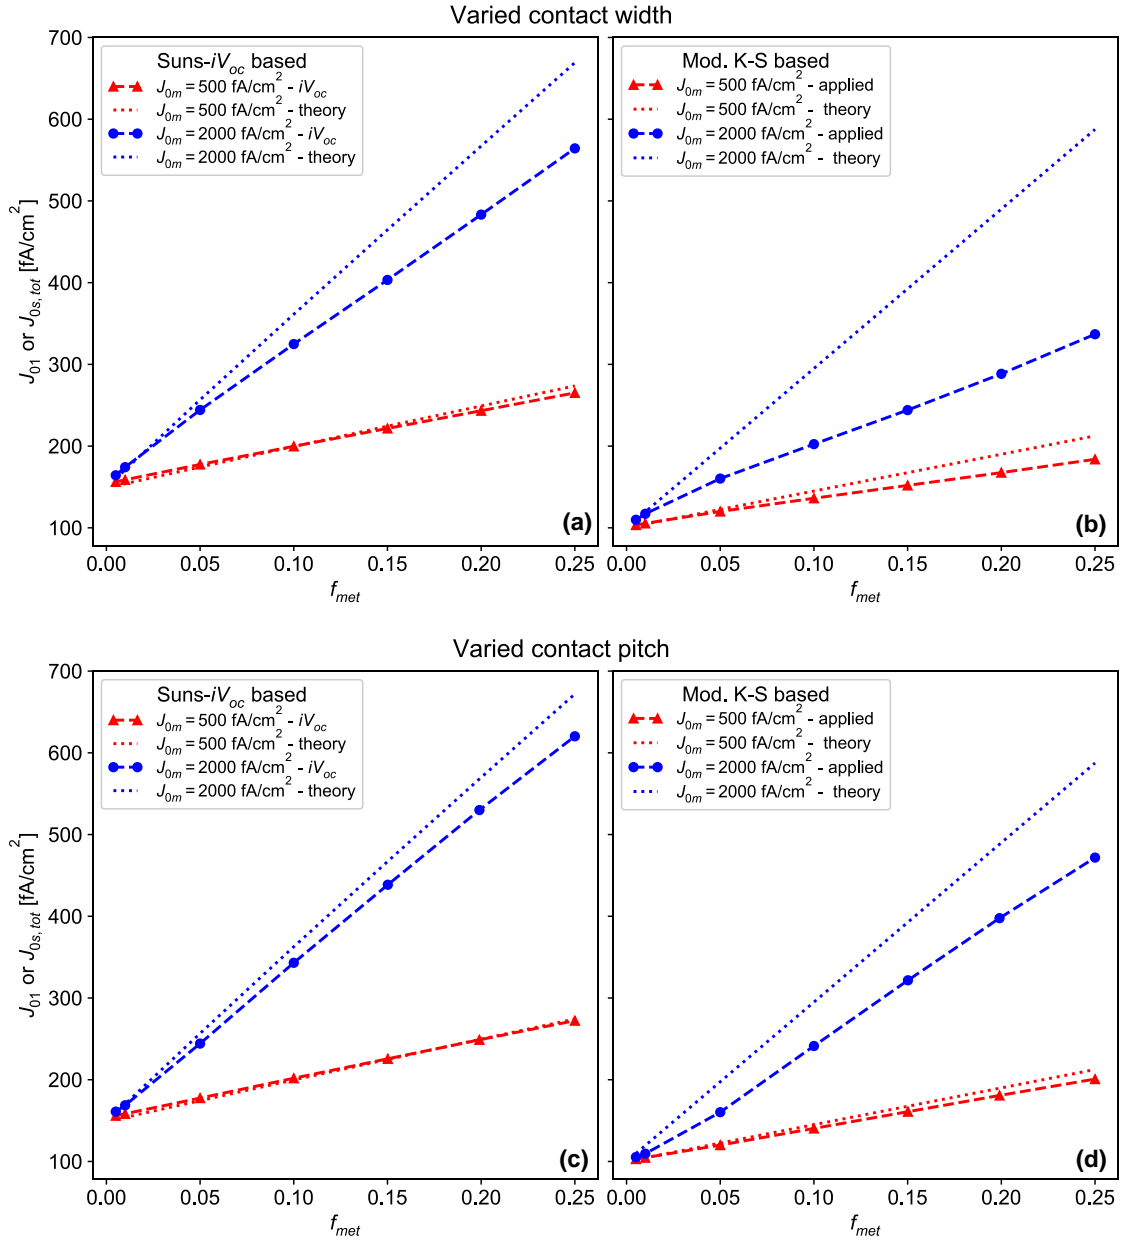 Varied contact width
700
600
500
400
300
200
100
J01 or J0s,tot [fA/cm²]
Suns-iVoc based
J0m = 500 fA/cm² - iVoc
J0m = 500 fA/cm² - theory
J0m = 2000 fA/cm² - iVoc
J0m = 2000 fA/cm² - theory
(a)
0.00 0.05 0.10 0.15 0.20 0.25
fmet
Mod. K-S based
J0m = 500 fA/cm² - applied
J0m = 500 fA/cm² - theory
J0m = 2000 fA/cm² - applied
J0m = 2000 fA/cm² - theory
(b)
0.00 0.05 0.10 0.15 0.20 0.25
fmet
Varied contact pitch
700
600
500
400
300
200
100
J01 or J0s,tot [fA/cm²]
Suns-iVoc based
J0m = 500 fA/cm² - iVoc
J0m = 500 fA/cm² - theory
J0m = 2000 fA/cm² - iVoc
J0m = 2000 fA/cm² - theory
(c)
0.00 0.05 0.10 0.15 0.20 0.25
fmet
Mod. K-S based
J0m = 500 fA/cm² - applied
J0m = 500 fA/cm² - theory
J0m = 2000 fA/cm² - applied
J0m = 2000 fA/cm² - theory
(d)
0.00 0.05 0.10 0.15 0.20 0.25
fmet